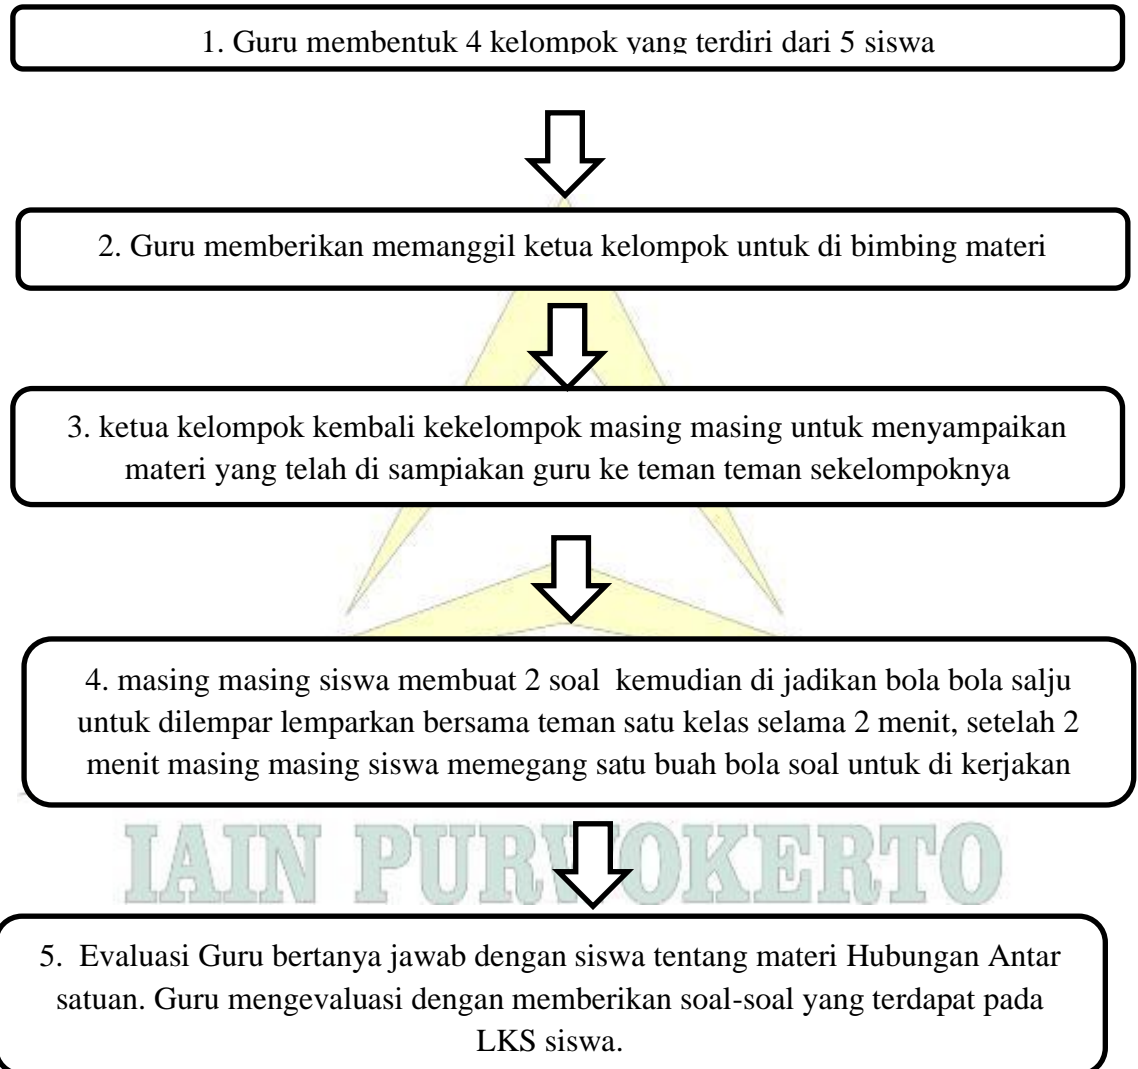 1. Guru membentuk 4 kelompok yang terdiri dari 5 siswa
2. Guru memberikan memanggil ketua kelompok untuk di bimbing materi
3. ketua kelompok kembali kekelompok masing masing untuk menyampaikan
materi yang telah di sampiakan guru ke teman teman sekelompoknya
4. masing masing siswa membuat 2 soal  kemudian di jadikan bola bola salju
untuk dilempar lemparkan bersama teman satu kelas selama 2 menit, setelah 2
menit masing masing siswa memegang satu buah bola soal untuk di kerjakan
IAIN PURWOKERTO
5.  Evaluasi Guru bertanya jawab dengan siswa tentang materi Hubungan Antar
satuan. Guru mengevaluasi dengan memberikan soal-soal yang terdapat pada
LKS siswa.